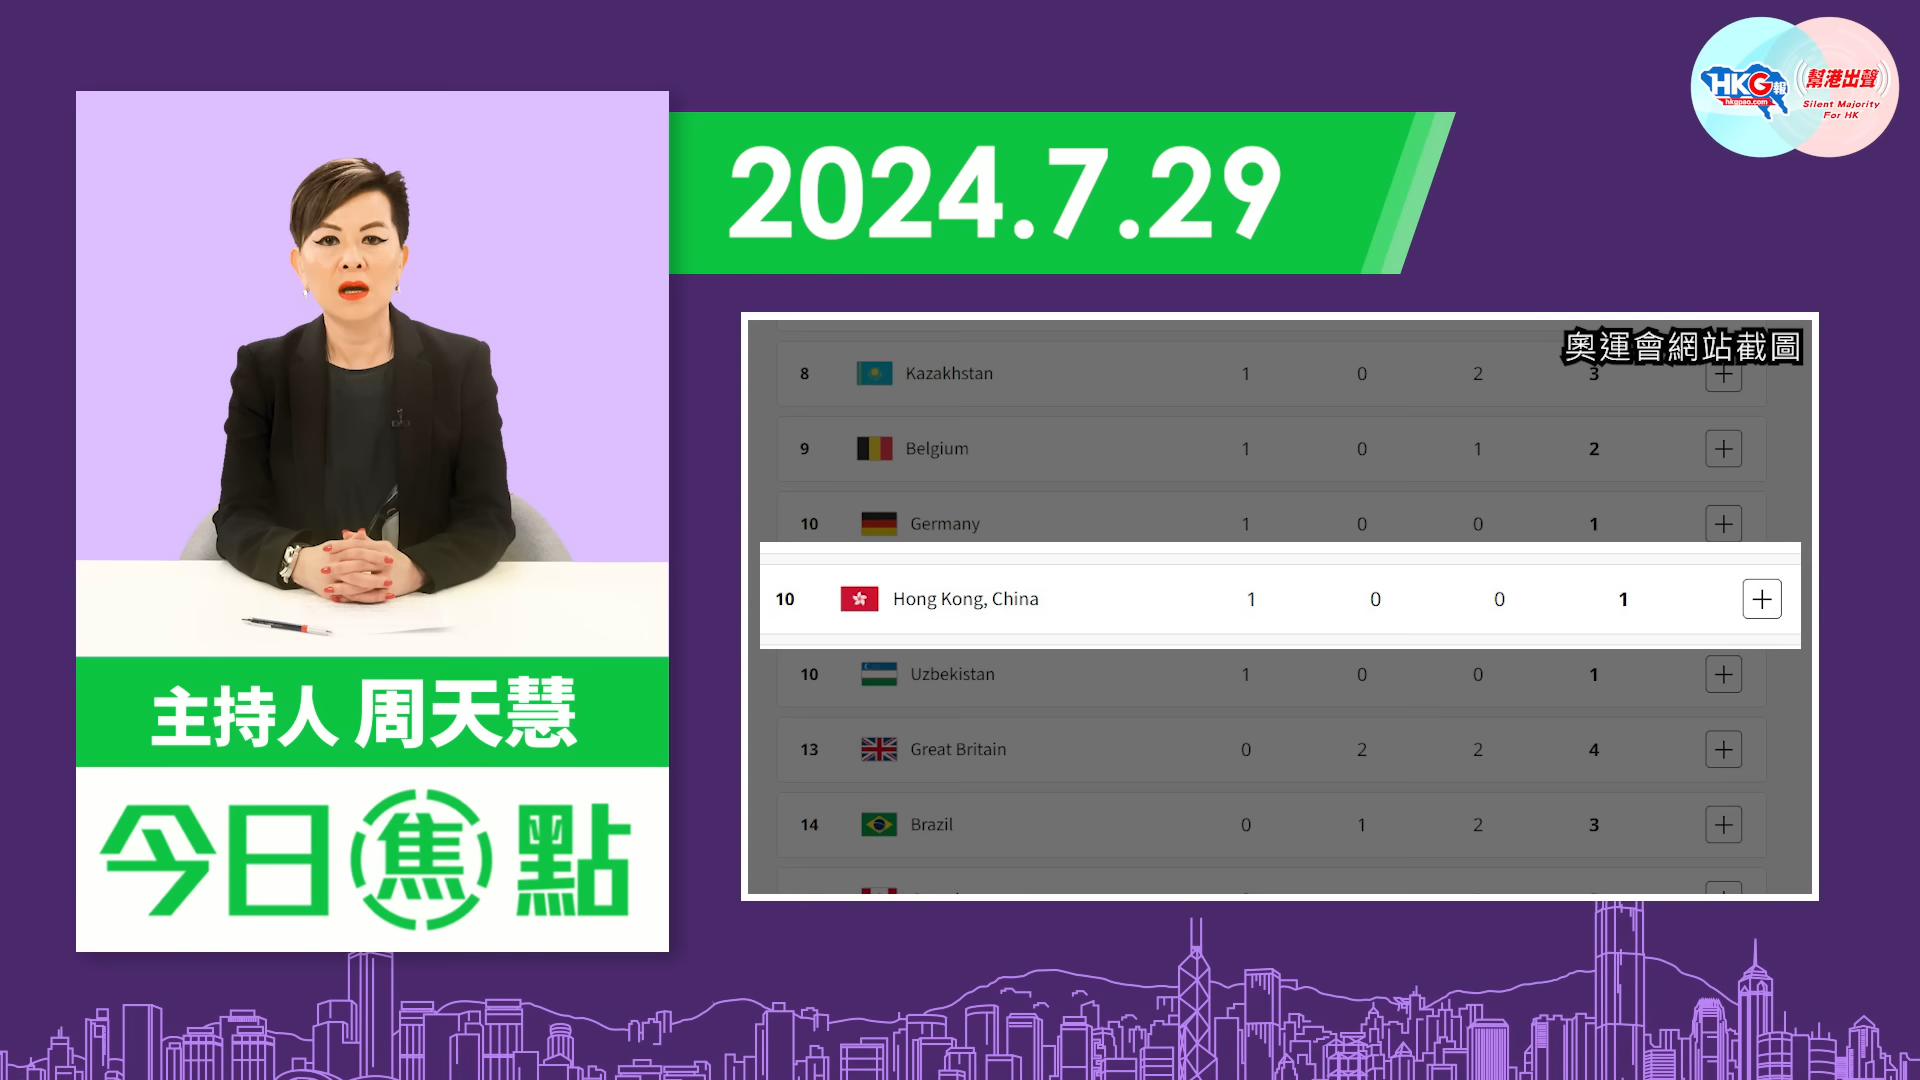 HKG報
hkgpao.com
幫港出聲
Silent Majority
For HK
2024.7.29
奧運會網站截圖
8 Kazakhstan 1 0 2 3 +
9 Belgium 1 0 1 2 +
10 Germany 1 0 0 1 +
10 Hong Kong, China 1 0 0 1 +
10 Uzbekistan 1 0 0 1 +
13 Great Britain 0 2 2 4 +
14 Brazil 0 1 2 3 +
主持人 周天慧
今日焦點